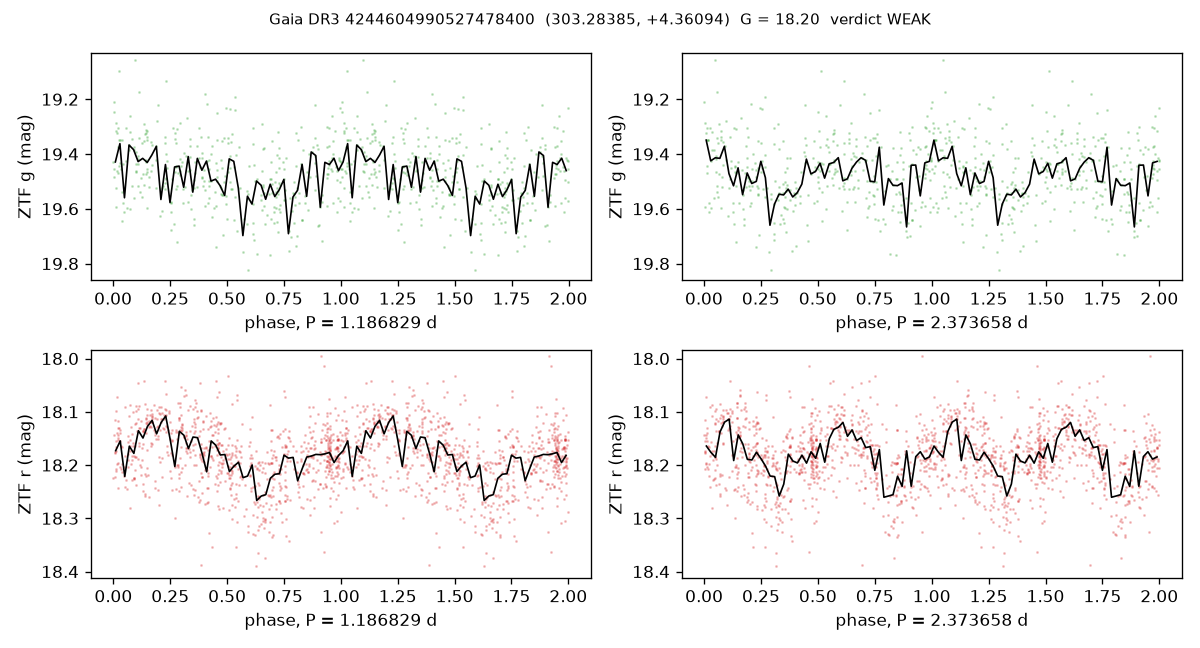 Gaia DR3 4244604990527478400  (303.28385, +4.36094)  G = 18.20  verdict WEAK
ZTF g (mag)
19.2
19.4
19.6
19.8
0.00 0.25 0.50 0.75 1.00 1.25 1.50 1.75 2.00
phase, P = 1.186829 d
ZTF g (mag)
19.2
19.4
19.6
19.8
0.00 0.25 0.50 0.75 1.00 1.25 1.50 1.75 2.00
phase, P = 2.373658 d
ZTF r (mag)
18.0
18.1
18.2
18.3
18.4
0.00 0.25 0.50 0.75 1.00 1.25 1.50 1.75 2.00
phase, P = 1.186829 d
ZTF r (mag)
18.0
18.1
18.2
18.3
18.4
0.00 0.25 0.50 0.75 1.00 1.25 1.50 1.75 2.00
phase, P = 2.373658 d